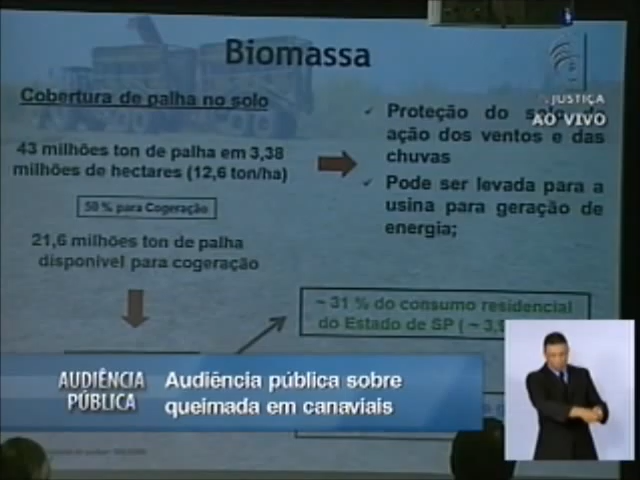 Biomassa
Cobertura de palha no solo
43 milhões ton de palha em 3,38
milhões de hectares (12,6 ton/ha)
50 % para Cogeração
21,6 milhões ton de palha
disponível para cogeração
✓ Proteção do solo
ação dos ventos e das
chuvas
✓ Pode ser levada para a
usina para geração de
energia;
JUSTIÇA
AO VIVO
~ 31 % do consumo residencial
do Estado de SP ( ~ 3,
AUDIÊNCIA
PÚBLICA
Audiência pública sobre
queimada em canaviais